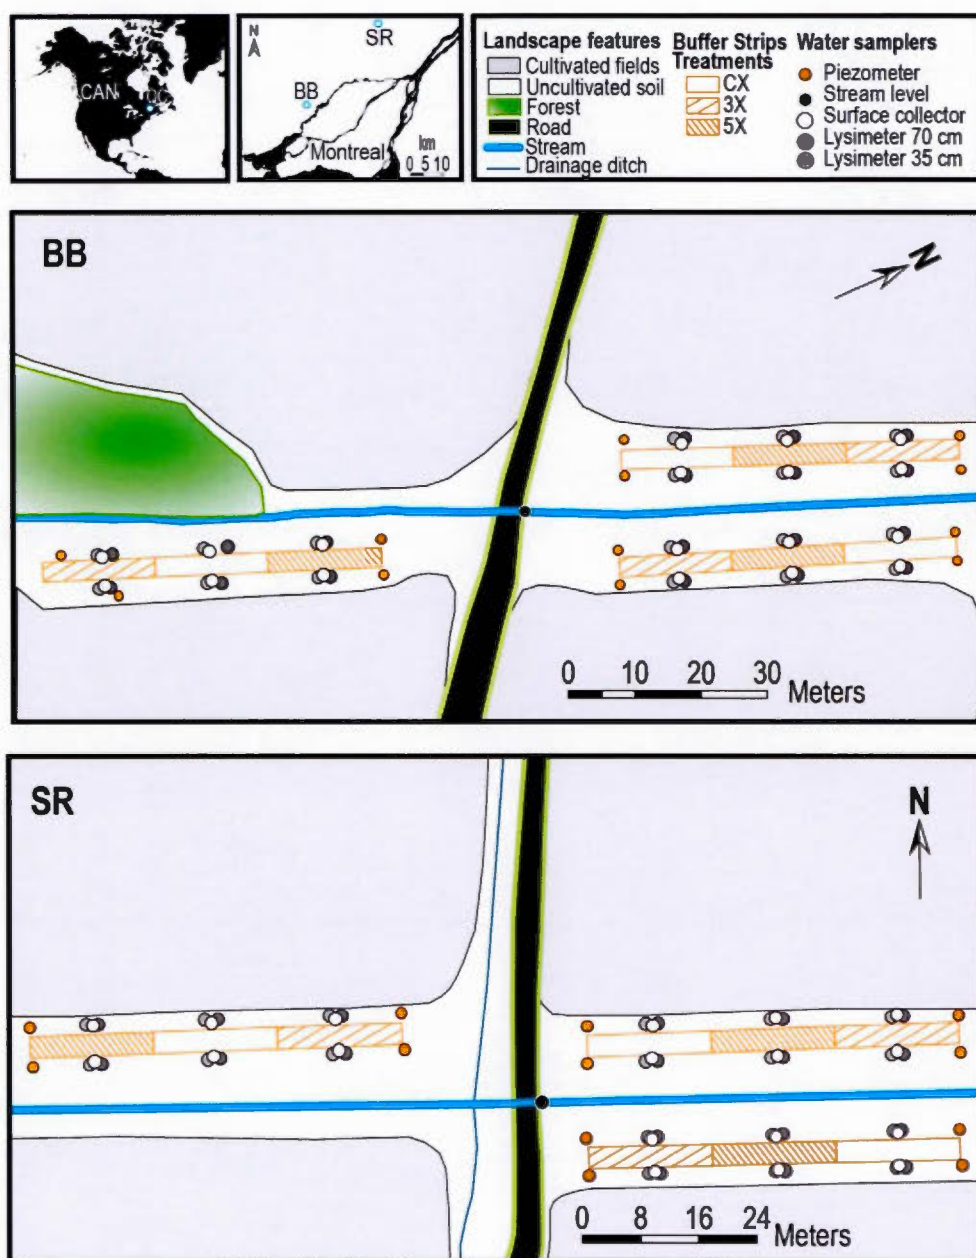 CAN
QC
N
SR
BB
Montreal
km
0 5 10
Landscape features
Cultivated fields
Uncultivated soil
Forest
Road
Stream
Drainage ditch
Buffer Strips
Treatments
CX
3X
5X
Water samplers
Piezometer
Stream level
Surface collector
Lysimeter 70 cm
Lysimeter 35 cm
BB
N
0 10 20 30
Meters
SR
N
0 8 16 24
Meters